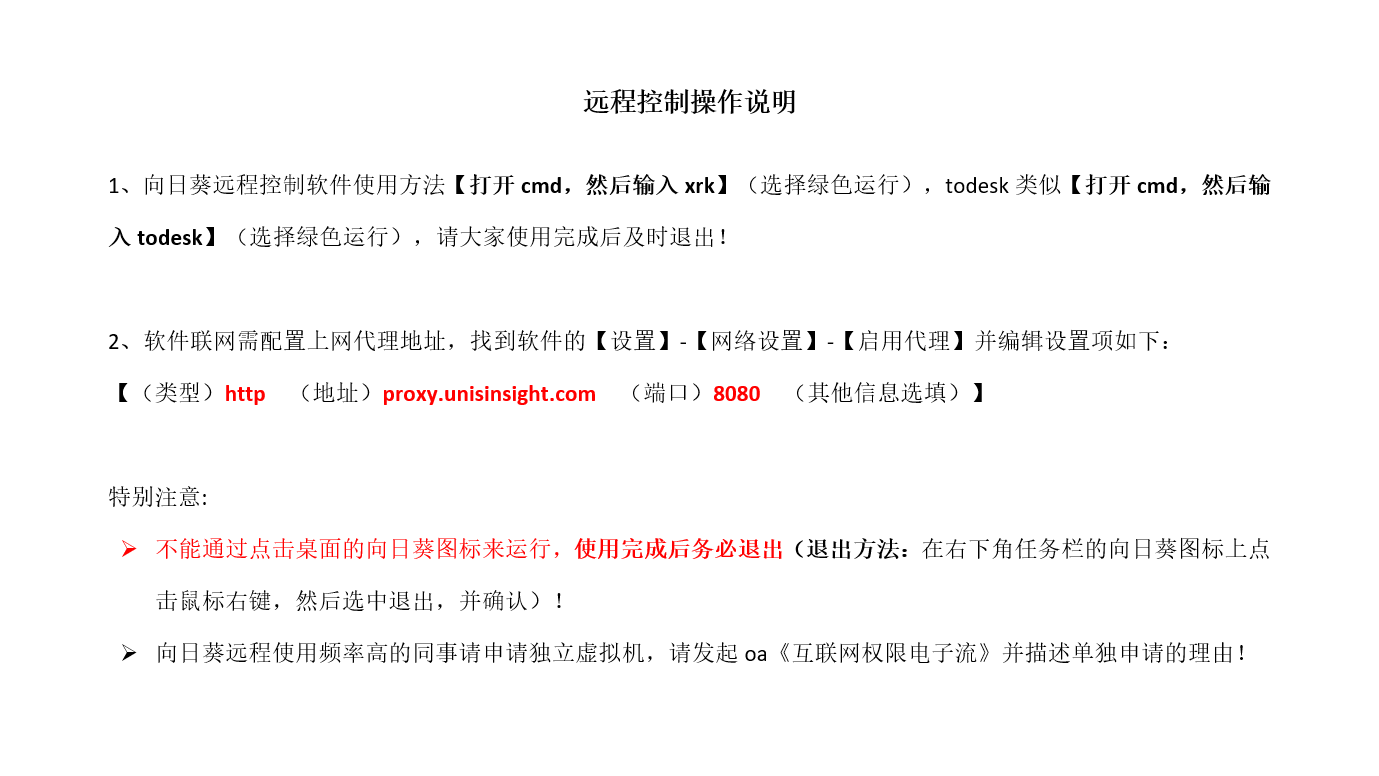 远程控制操作说明
1、向日葵远程控制软件使用方法【打开 cmd，然后输入 xrk】（选择绿色运行），todesk 类似【打开 cmd，然后输
入 todesk】（选择绿色运行），请大家使用完成后及时退出！
2、软件联网需配置上网代理地址，找到软件的【设置】-【网络设置】-【启用代理】并编辑设置项如下：
【（类型）http （地址）proxy.unisinsight.com （端口）8080 （其他信息选填）】
特别注意:
➢ 不能通过点击桌面的向日葵图标来运行，使用完成后务必退出（退出方法：在右下角任务栏的向日葵图标上点
击鼠标右键，然后选中退出，并确认）！
➢ 向日葵远程使用频率高的同事请申请独立虚拟机，请发起 oa《互联网权限电子流》并描述单独申请的理由！